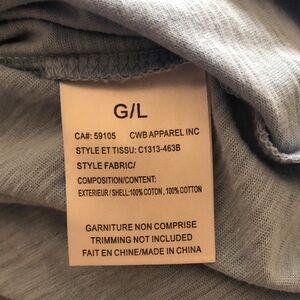 G/L
CA#: 59105 CWB APPAREL INC
STYLE ET TISSU: C1313-463B
STYLE FABRIC/
COMPOSITION/CONTENT:
EXTERIEUR/SHELL:100% COTON , 100% COTTON
GARNITURE NON COMPRISE
TRIMMING NOT INCLUDED
FAIT EN CHINE/MADE IN CHINA